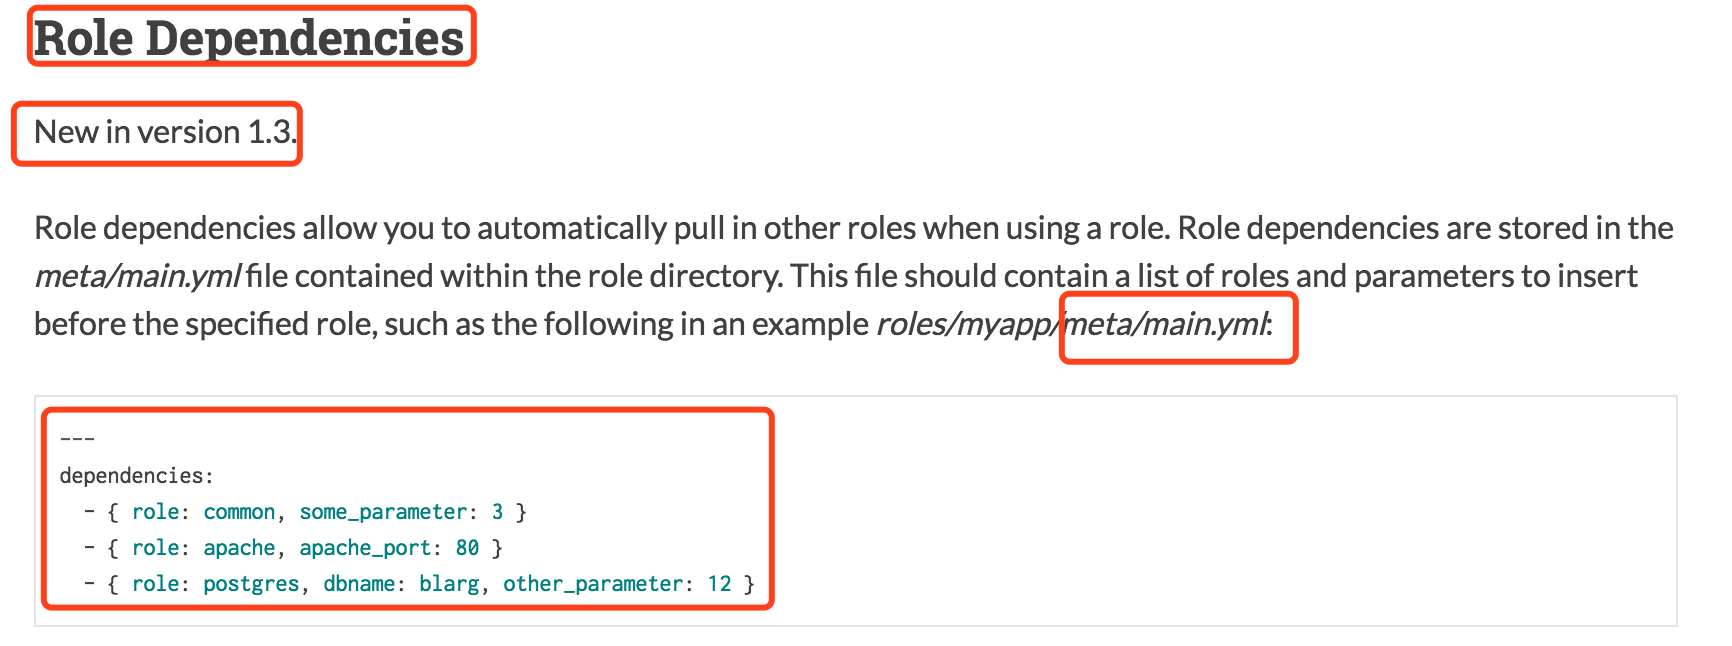 Role Dependencies
New in version 1.3.
Role dependencies allow you to automatically pull in other roles when using a role. Role dependencies are stored in the
meta/main.yml file contained within the role directory. This file should contain a list of roles and parameters to insert
before the specified role, such as the following in an example roles/myapp/meta/main.yml:
---
dependencies:
  - { role: common, some_parameter: 3 }
  - { role: apache, apache_port: 80 }
  - { role: postgres, dbname: blarg, other_parameter: 12 }